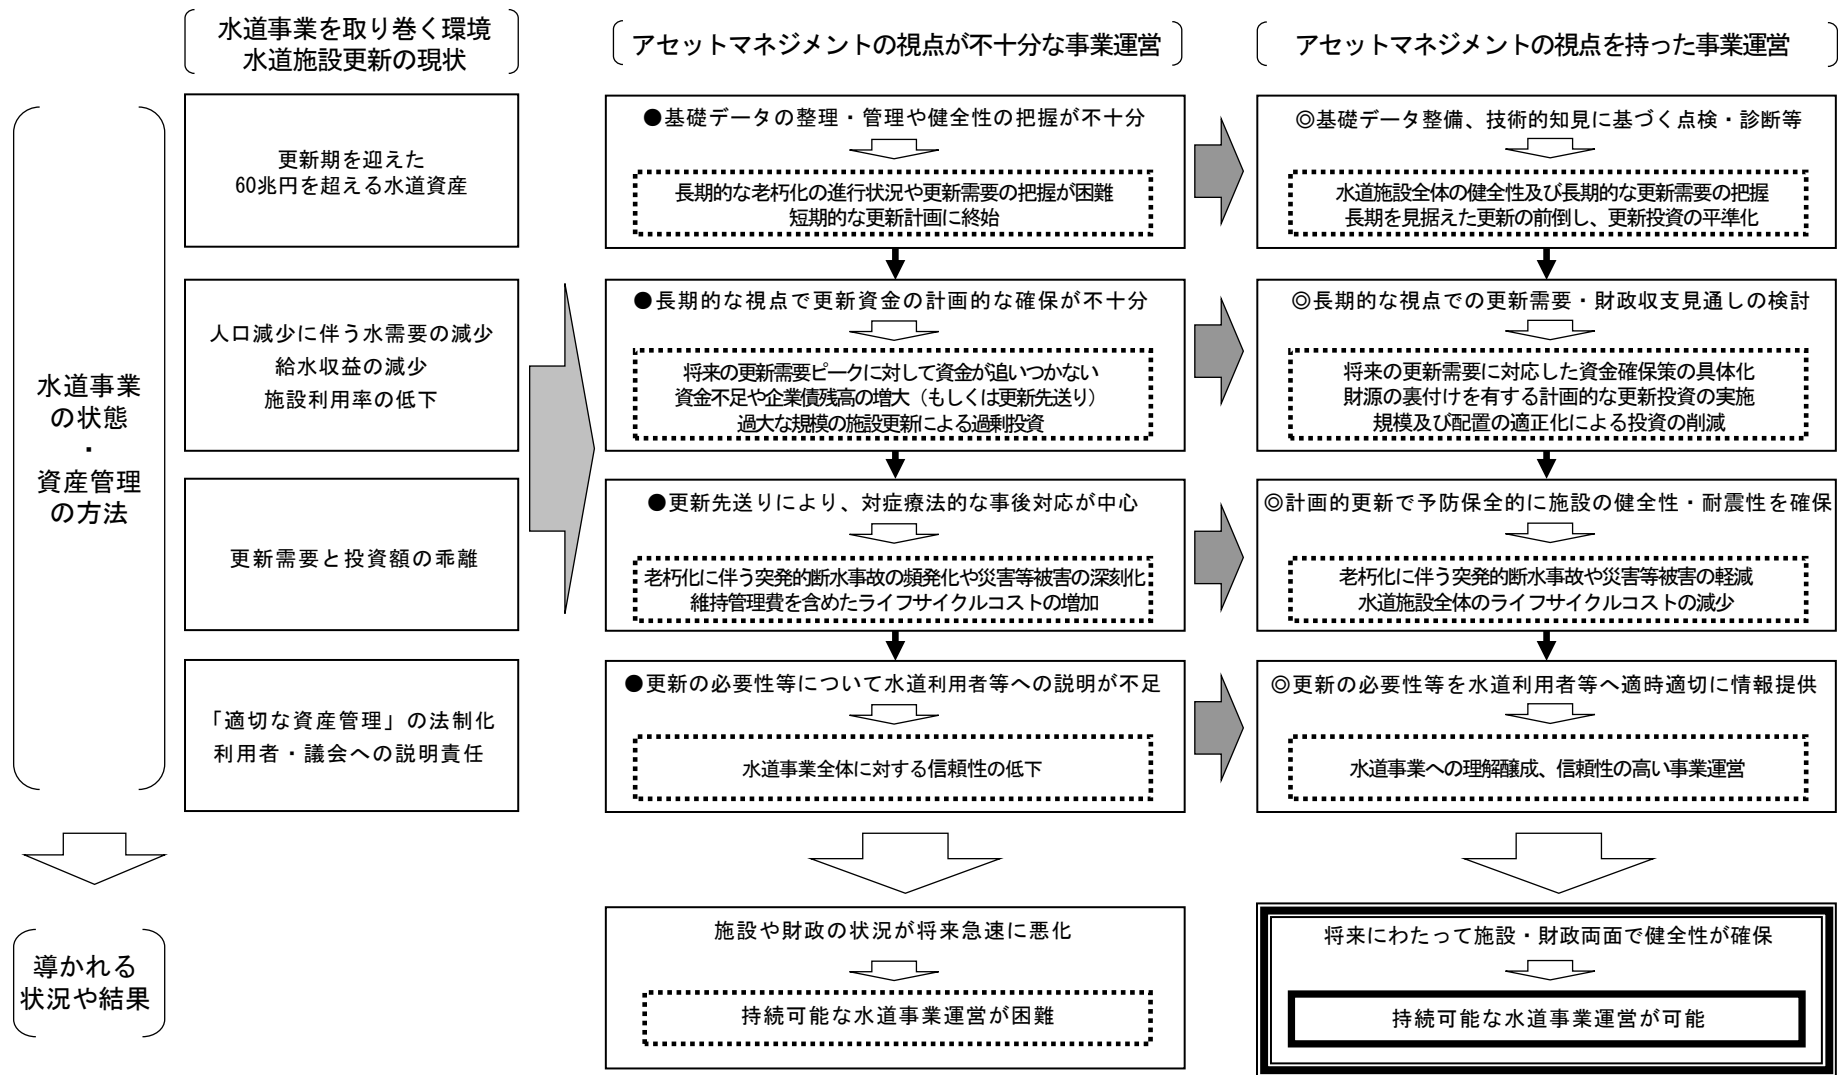 水道事業を取り巻く環境
水道施設更新の現状
アセットマネジメントの視点が不十分な事業運営
アセットマネジメントの視点を持った事業運営
水道事業
の状態
・
資産管理
の方法
更新期を迎えた
60兆円を超える水道資産
人口減少に伴う水需要の減少
給水収益の減少
施設利用率の低下
更新需要と投資額の乖離
「適切な資産管理」の法制化
利用者・議会への説明責任
●基礎データの整理・管理や健全性の把握が不十分
長期的な老朽化の進行状況や更新需要の把握が困難
短期的な更新計画に終始
●長期的な視点で更新資金の計画的な確保が不十分
将来の更新需要ピークに対して資金が追いつかない
資金不足や企業債残高の増大（もしくは更新先送り）
過大な規模の施設更新による過剰投資
●更新先送りにより、対症療法的な事後対応が中心
老朽化に伴う突発的断水事故の頻発化や災害等被害の深刻化
維持管理費を含めたライフサイクルコストの増加
●更新の必要性等について水道利用者等への説明が不足
水道事業全体に対する信頼性の低下
◎基礎データ整備、技術的知見に基づく点検・診断等
水道施設全体の健全性及び長期的な更新需要の把握
長期を見据えた更新の前倒し、更新投資の平準化
◎長期的な視点での更新需要・財政収支見通しの検討
将来の更新需要に対応した資金確保策の具体化
財源の裏付けを有する計画的な更新投資の実施
規模及び配置の適正化による投資の削減
◎計画的更新で予防保全的に施設の健全性・耐震性を確保
老朽化に伴う突発的断水事故や災害等被害の軽減
水道施設全体のライフサイクルコストの減少
◎更新の必要性等を水道利用者等へ適時適切に情報提供
水道事業への理解醸成、信頼性の高い事業運営
導かれる
状況や結果
施設や財政の状況が将来急速に悪化
持続可能な水道事業運営が困難
将来にわたって施設・財政両面で健全性が確保
持続可能な水道事業運営が可能